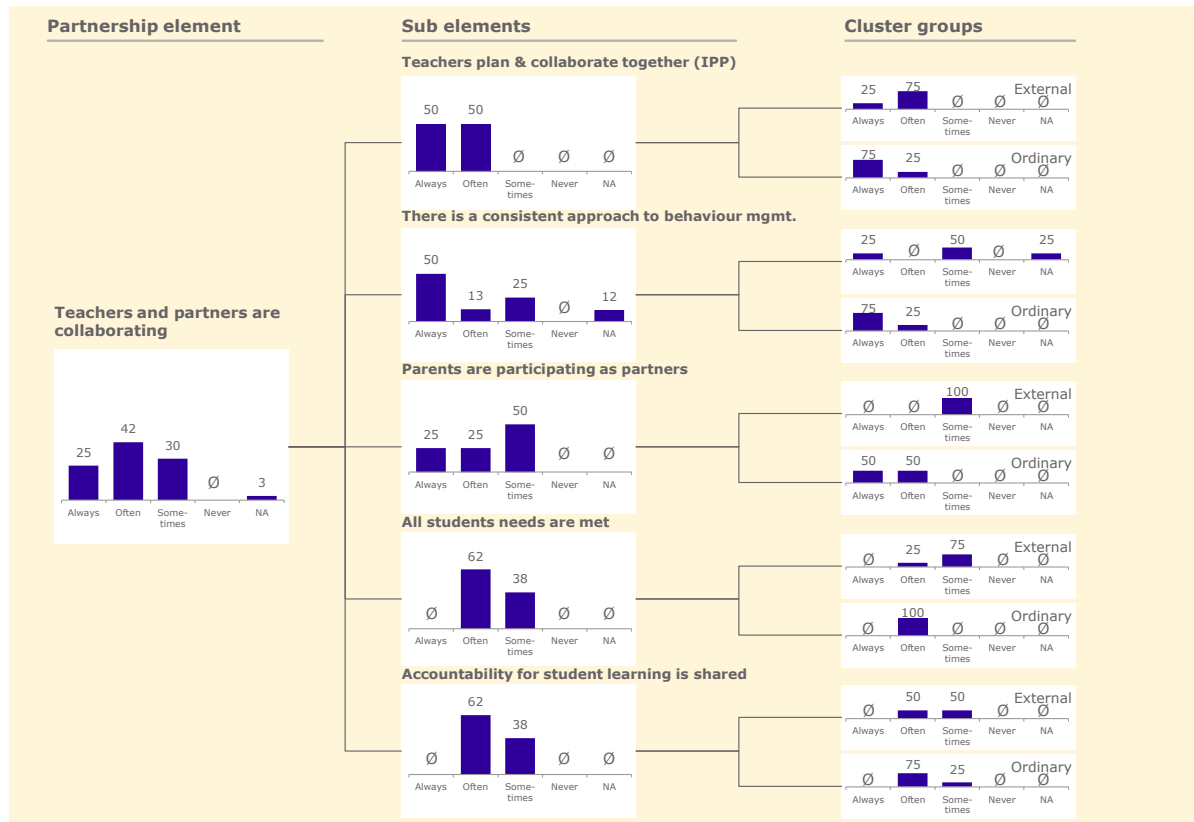 Partnership element
Sub elements
Cluster groups
Teachers and partners are
collaborating
25 42 30 Ø 3
Always Often Some- Never NA
times
Teachers plan & collaborate together (IPP)
50 50 Ø Ø Ø
Always Often Some- Never NA
times
External
25 75 Ø Ø Ø
Always Often Some- Never NA
times
Ordinary
75 25 Ø Ø Ø
Always Often Some- Never NA
times
There is a consistent approach to behaviour mgmt.
50 13 25 Ø 12
Always Often Some- Never NA
times
25 Ø 50 Ø 25
Always Often Some- Never NA
times
Ordinary
75 25 Ø Ø Ø
Always Often Some- Never NA
times
Parents are participating as partners
25 25 50 Ø Ø
Always Often Some- Never NA
times
External
Ø Ø 100 Ø Ø
Always Often Some- Never NA
times
Ordinary
50 50 Ø Ø Ø
Always Often Some- Never NA
times
All students needs are met
Ø 62 38 Ø Ø
Always Often Some- Never NA
times
External
Ø 25 75 Ø Ø
Always Often Some- Never NA
times
Ordinary
Ø 100 Ø Ø Ø
Always Often Some- Never NA
times
Accountability for student learning is shared
Ø 62 38 Ø Ø
Always Often Some- Never NA
times
External
Ø 50 50 Ø Ø
Always Often Some- Never NA
times
Ordinary
Ø 75 25 Ø Ø
Always Often Some- Never NA
times